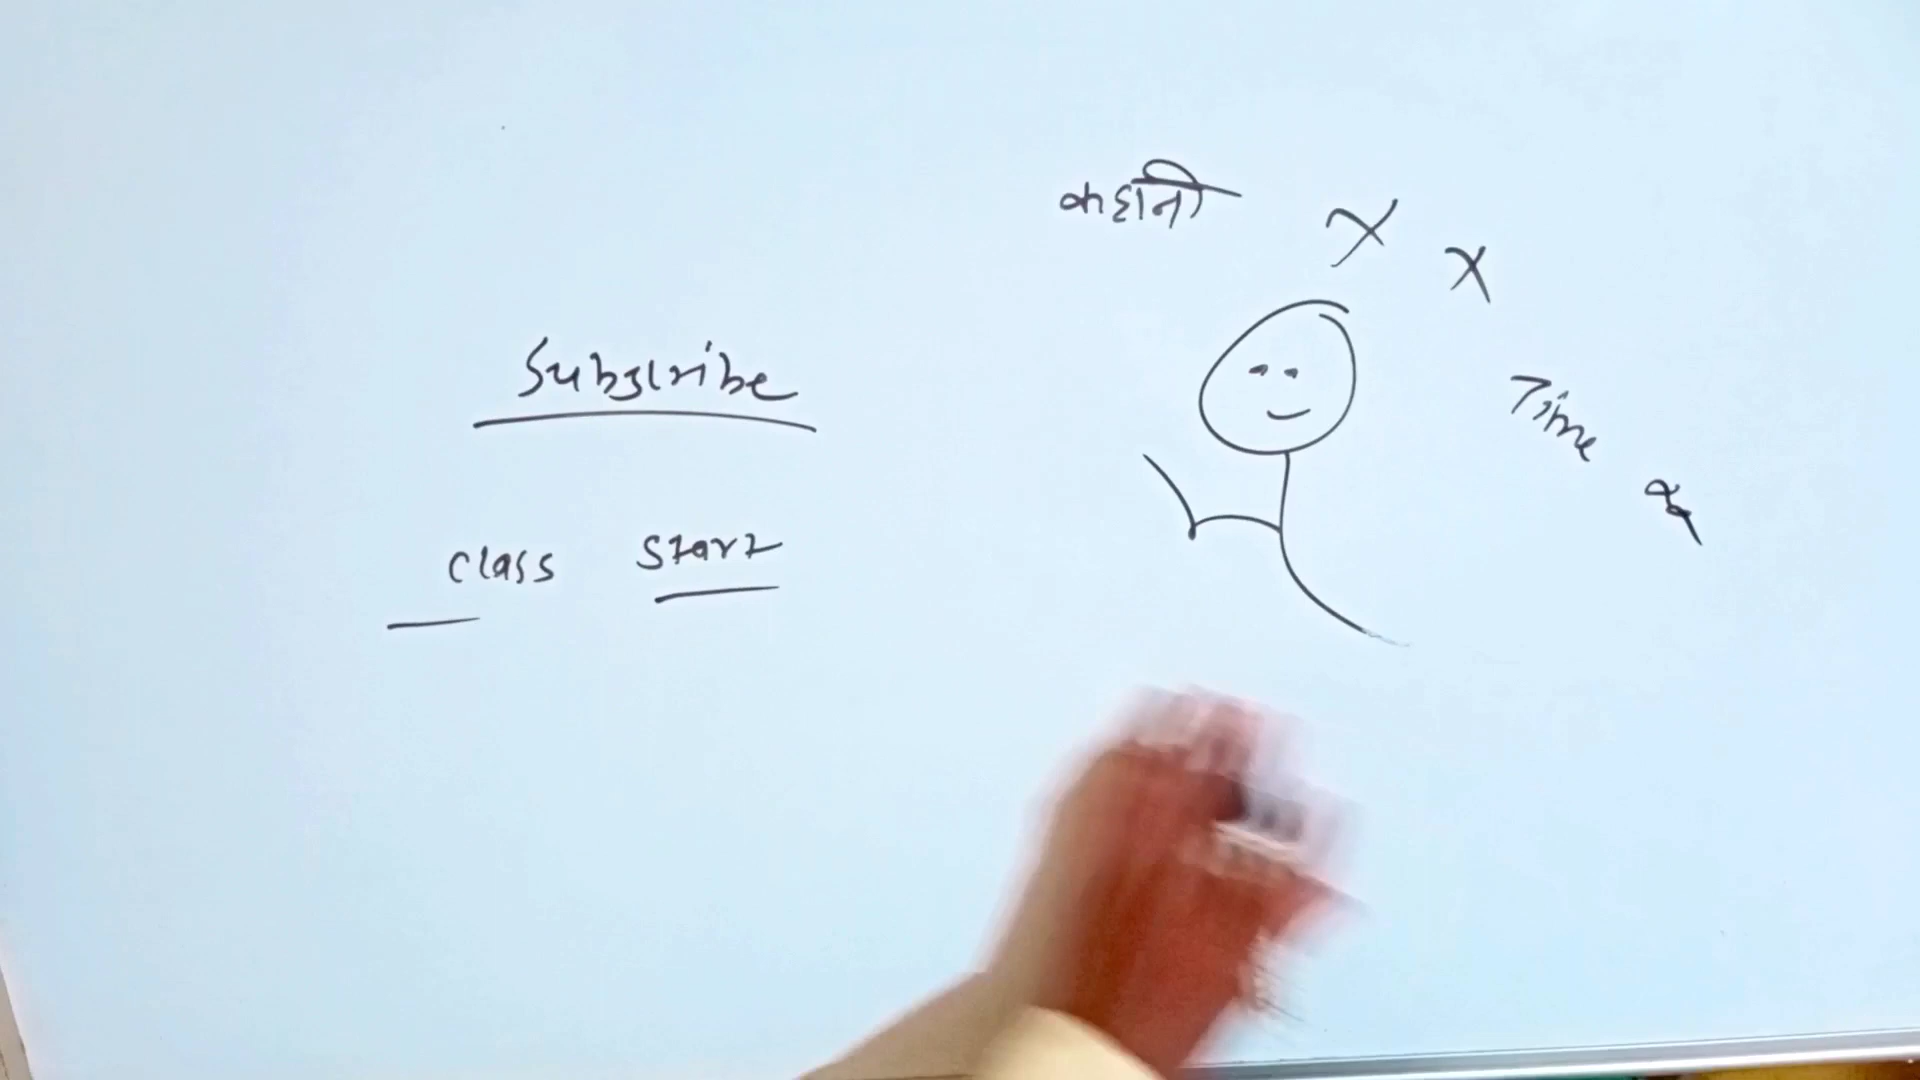 कहानी
x x
Subscribe
Time
class start